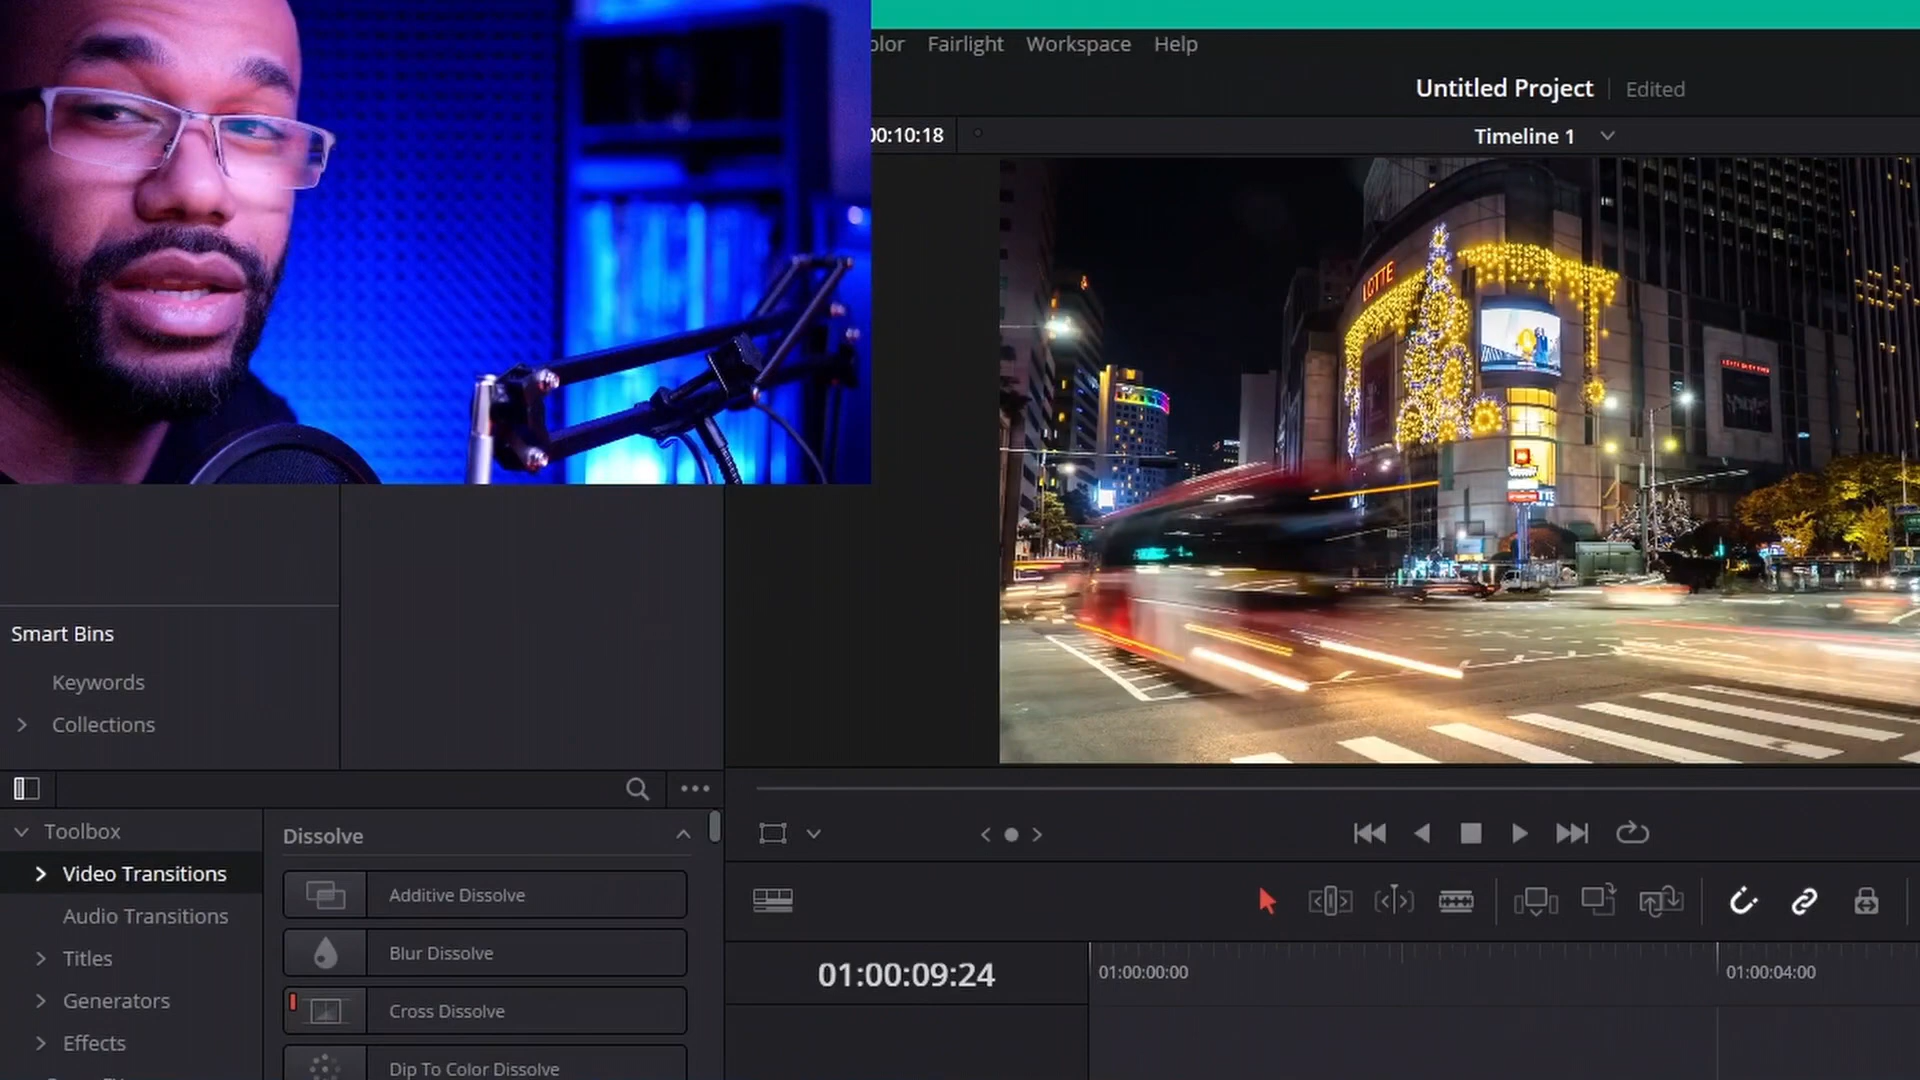 olor Fairlight Workspace Help
Untitled Project Edited
00:10:18
Timeline 1
LOTTE
Smart Bins
Keywords
Collections
Toolbox
Video Transitions
Audio Transitions
Titles
Generators
Effects
Dissolve
Additive Dissolve
Blur Dissolve
Cross Dissolve
Dip To Color Dissolve
01:00:09:24
01:00:00:00
01:00:04:00